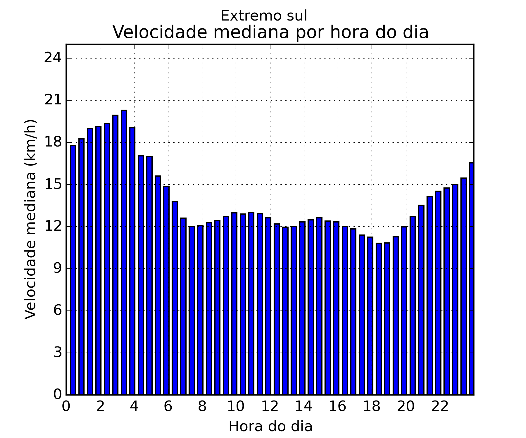 Extremo sul
Velocidade mediana por hora do dia
Velocidade mediana (km/h)
24
21
18
15
12
9
6
3
0
0 2 4 6 8 10 12 14 16 18 20 22
Hora do dia